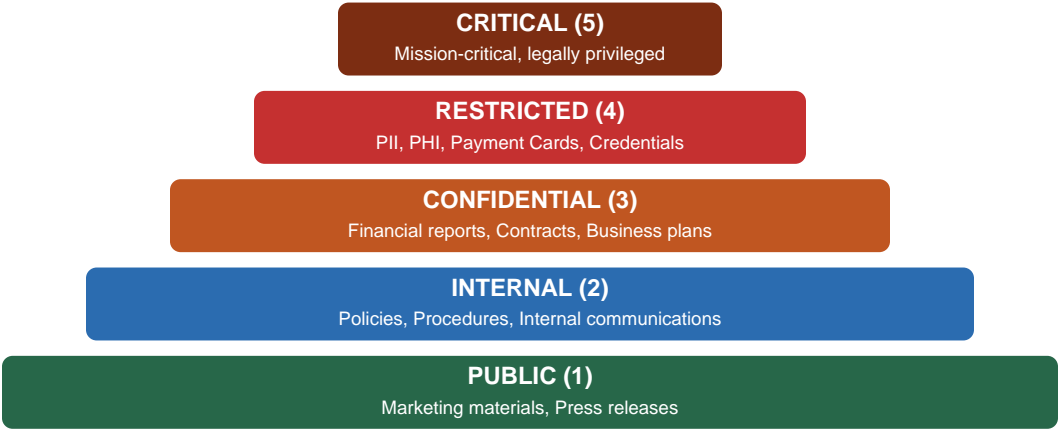 CRITICAL (5)
Mission-critical, legally privileged
RESTRICTED (4)
PII, PHI, Payment Cards, Credentials
CONFIDENTIAL (3)
Financial reports, Contracts, Business plans
INTERNAL (2)
Policies, Procedures, Internal communications
PUBLIC (1)
Marketing materials, Press releases